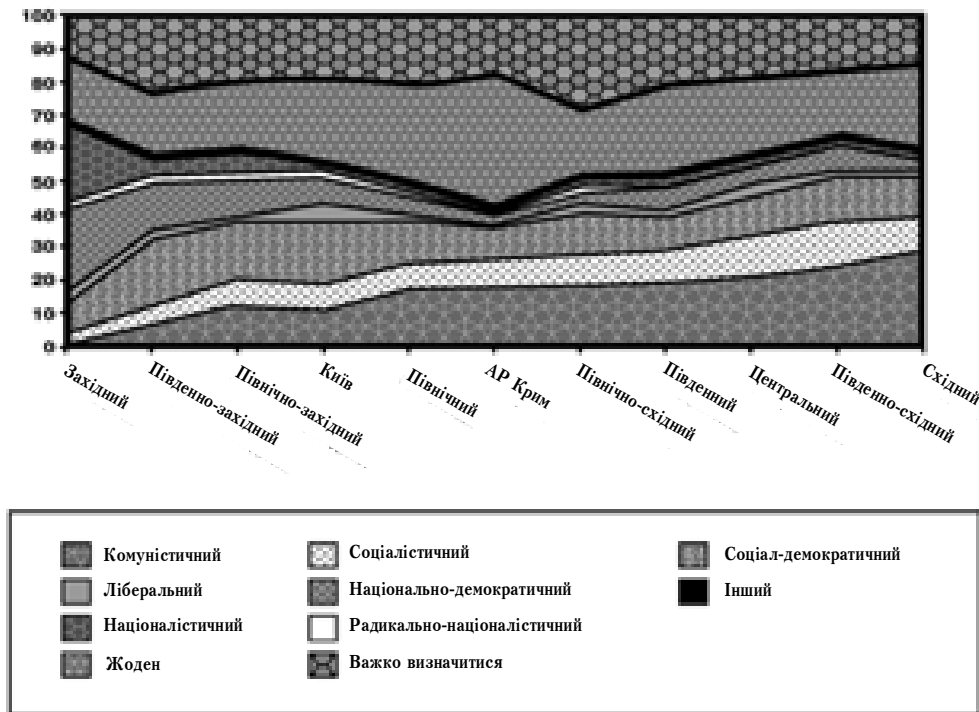 100
90
80
70
60
50
40
30
20
10
0
Західний
Південно-західний
Північно-західний
Київ
Північний
АР Крим
Північно-східний
Південний
Центральний
Південно-східний
Східний
Комуністичний Соціалістичний Соціал-демократичний
Ліберальний Національно-демократичний Інший
Націоналістичний Радикально-націоналістичний
Жоден Важко визначитися